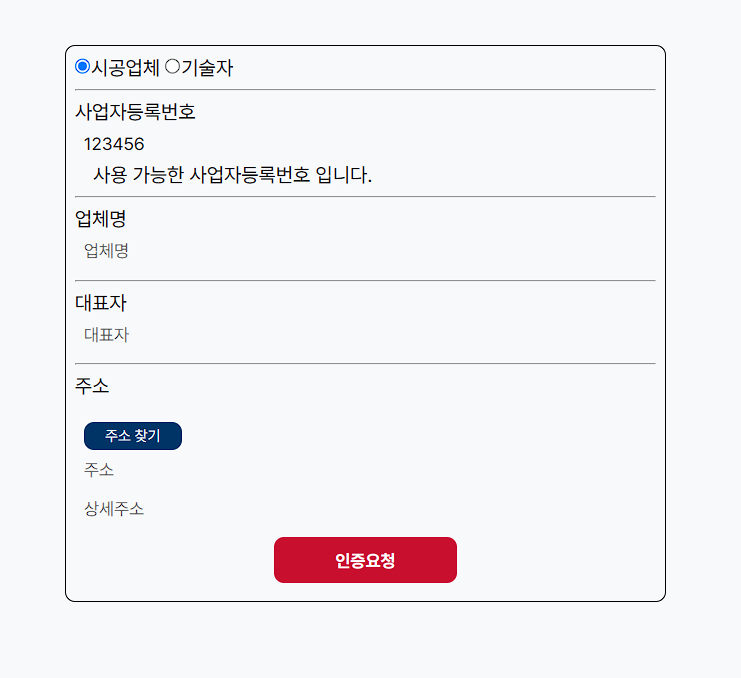 시공업체 기술자
사업자등록번호
123456
사용 가능한 사업자등록번호 입니다.
업체명
업체명
대표자
대표자
주소
주소 찾기
주소
상세주소
인증요청